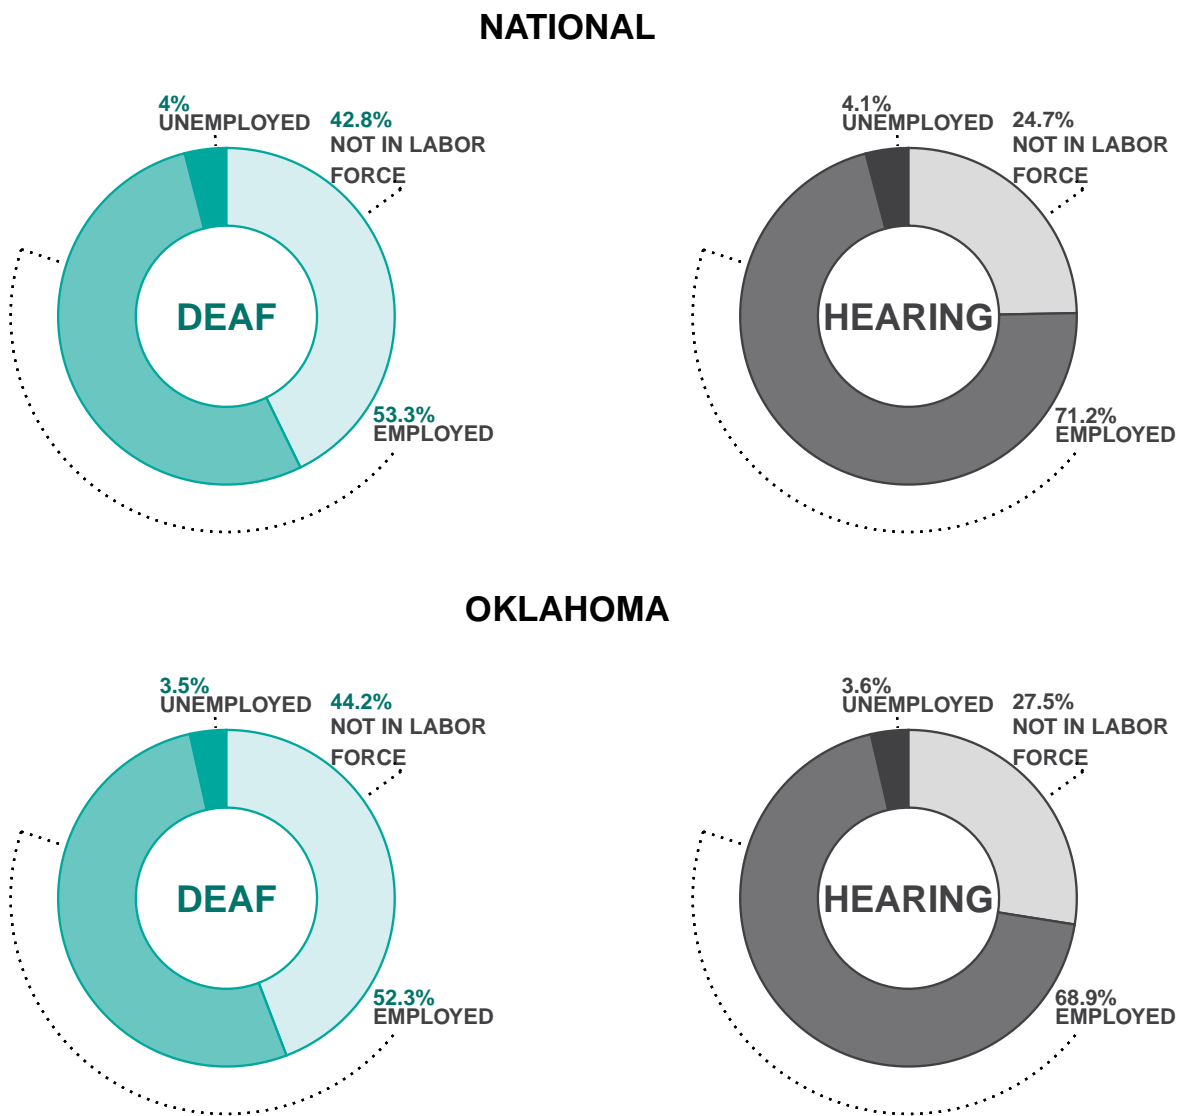 NATIONAL
4%
UNEMPLOYED
42.8%
NOT IN LABOR
FORCE
DEAF
53.3%
EMPLOYED
4.1%
UNEMPLOYED
24.7%
NOT IN LABOR
FORCE
HEARING
71.2%
EMPLOYED
OKLAHOMA
3.5%
UNEMPLOYED
44.2%
NOT IN LABOR
FORCE
DEAF
52.3%
EMPLOYED
3.6%
UNEMPLOYED
27.5%
NOT IN LABOR
FORCE
HEARING
68.9%
EMPLOYED